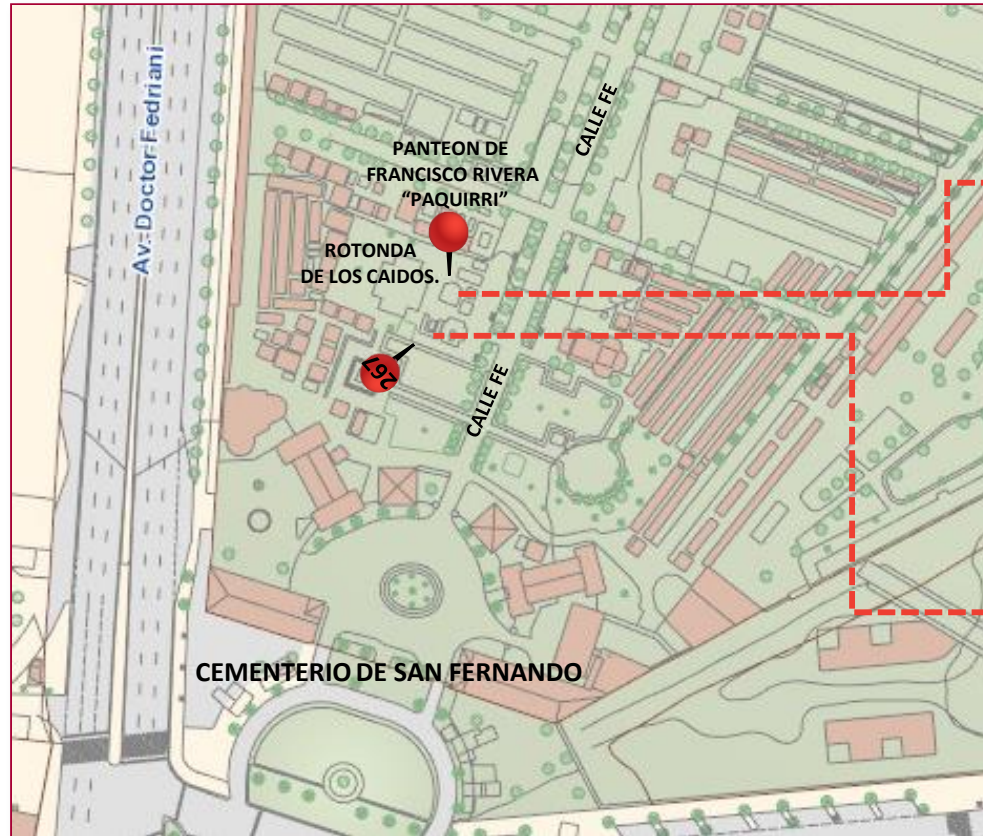 Av. Doctor Fedriani
CALLE FE
PANTEON DE
FRANCISCO RIVERA
“PAQUIRRI”
ROTONDA
DE LOS CAIDOS.
267
CALLE FE
CEMENTERIO DE SAN FERNANDO